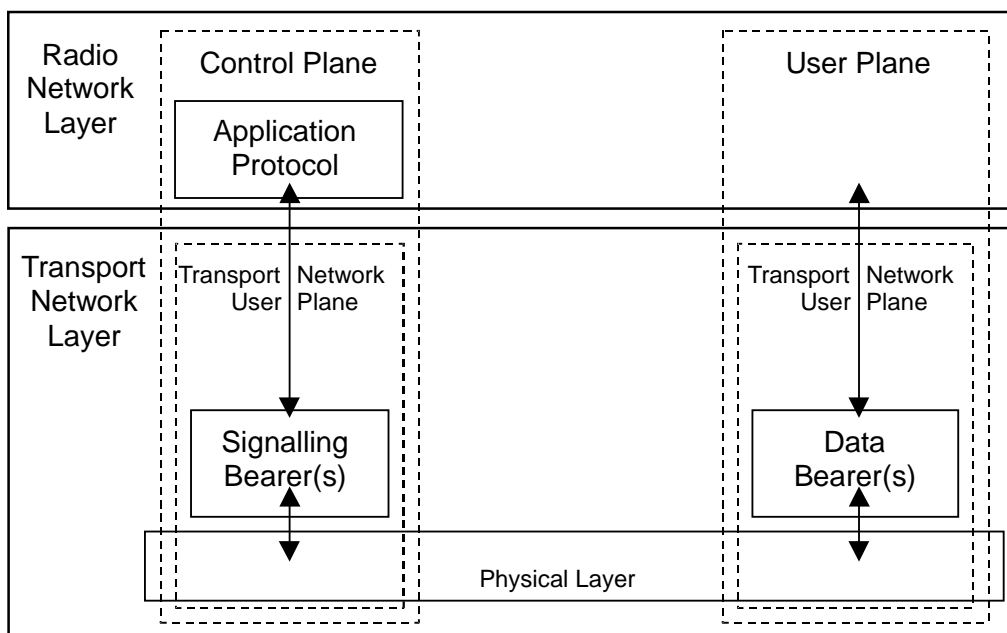 Radio
Network
Layer
Control Plane
Application
Protocol
User Plane
Transport
Network
Layer
Transport Network
User Plane
Signalling
Bearer(s)
Transport Network
User Plane
Data
Bearer(s)
Physical Layer